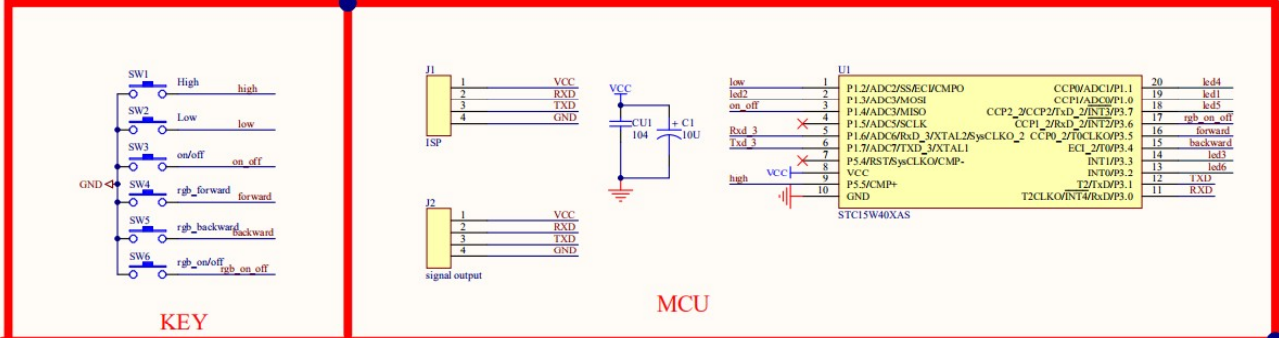 SW1
High
high
SW2
Low
low
SW3
on/off
on_off
GND
SW4
rgb_forward
forward
SW5
rgb_backward
backward
SW6
rgb_on/off
rgb_on_off
KEY
J1
1 VCC
2 RXD
3 TXD
4 GND
ISP
J2
1 VCC
2 RXD
3 TXD
4 GND
signal output
VCC
CU1
104
+ C1
10U
MCU
U1
low 1 P1.2/ADC2/SS/ECI/CMPO CCP0/ADC1/P1.1 20 led4
led2 2 P1.3/ADC3/MOSI CCP1/ADC0/P1.0 19 led1
on_off 3 P1.4/ADC3/MISO CCP2_2/CCP2/TxD_2/INT3/P3.7 18 led5
4 P1.5/ADC5/SCLK CCP1_2/RxD_2/INT2/P3.6 17 rgb_on_off
Rxd_3 5 P1.6/ADC6/RxD_3/XTAL2/SysCLKO_2 CCP0_2/T0CLKO/P3.5 16 forward
Txd_3 6 P1.7/ADC7/TXD_3/XTAL1 ECI_2/T0/P3.4 15 backward
7 P5.4/RST/SysCLKO/CMP- INT1/P3.3 14 led3
VCC 8 VCC INT0/P3.2 13 led6
high 9 P5.5/CMP+ T2/TxD/P3.1 12 TXD
10 GND T2CLKO/INT4/RxD/P3.0 11 RXD
STC15W40XAS